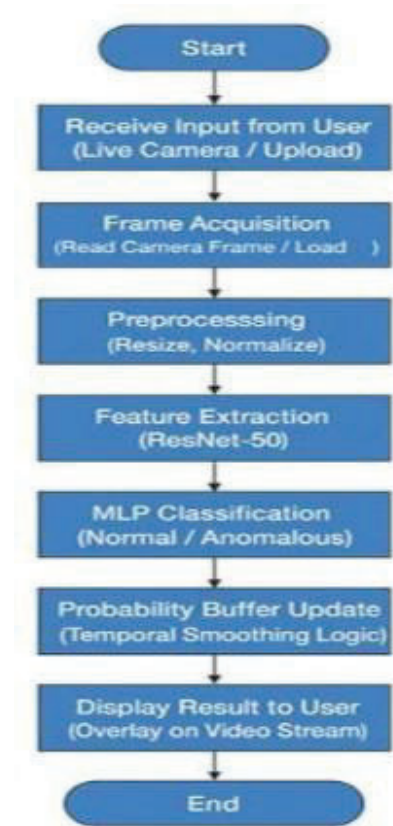 Start
Receive Input from User
(Live Camera / Upload)
Frame Acquisition
(Read Camera Frame / Load )
Preprocesssing
(Resize, Normalize)
Feature Extraction
(ResNet-50)
MLP Classification
(Normal / Anomalous)
Probability Buffer Update
(Temporal Smoothing Logic)
Display Result to User
(Overlay on Video Stream)
End